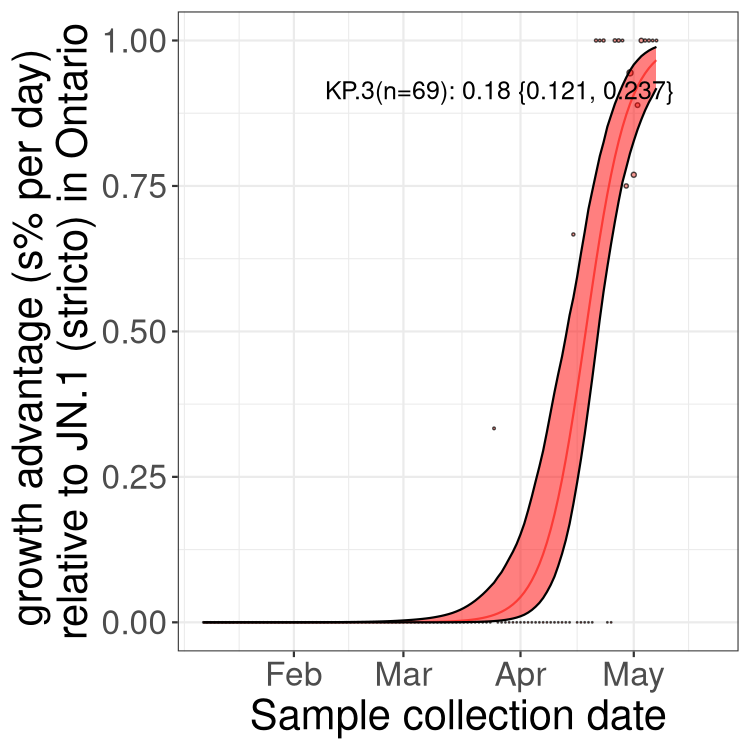 growth advantage (s% per day)
relative to JN.1 (stricto) in Ontario
1.00
0.75
0.50
0.25
0.00
KP.3(n=69): 0.18 {0.121, 0.237}
Feb Mar Apr May
Sample collection date